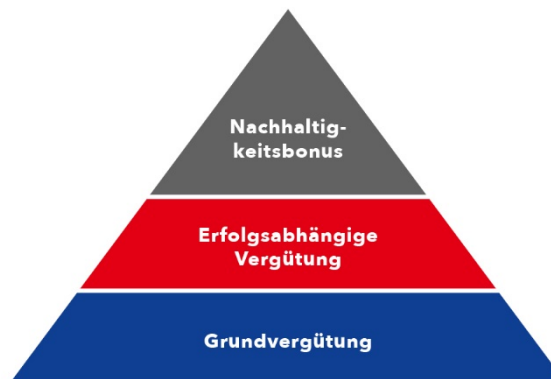 Nachhaltig-
keitsbonus
Erfolgsabhängige
Vergütung
Grundvergütung